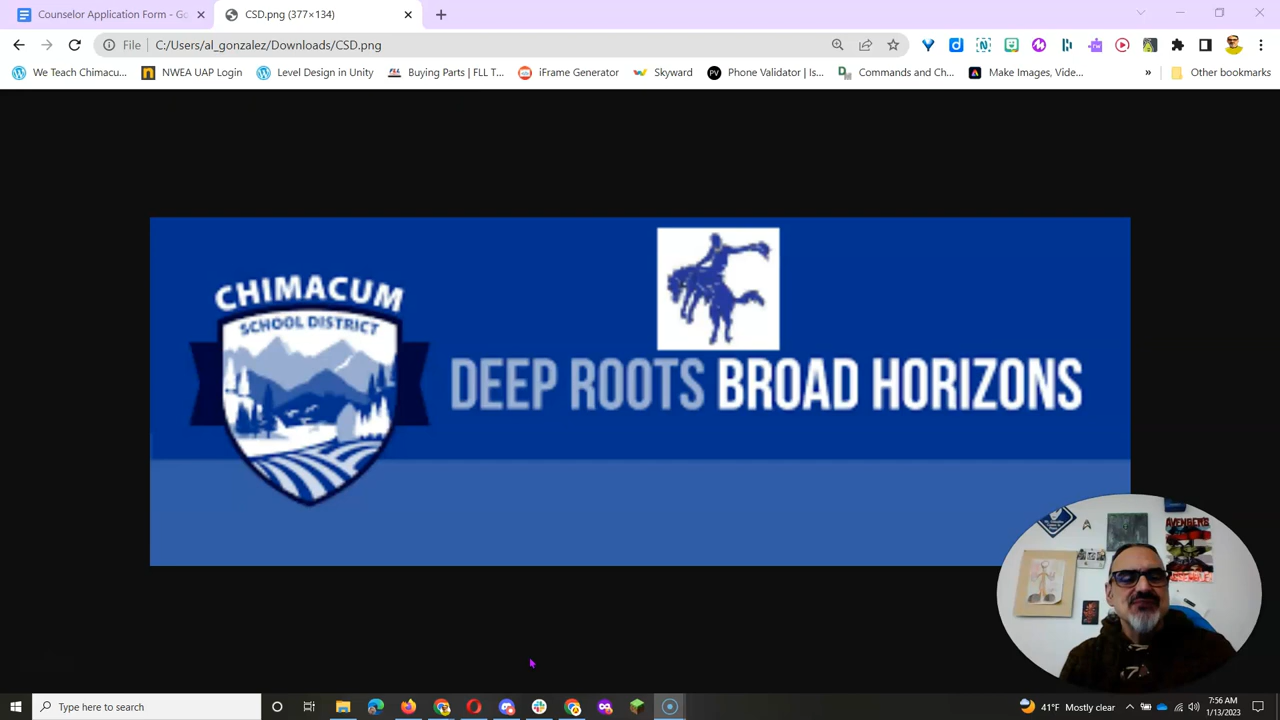 Counselor Application Form - Go
CSD.png (377×134)
File
C:/Users/al_gonzalez/Downloads/CSD.png
We Teach Chimacu...
NWEA UAP Login
Level Design in Unity
Buying Parts | FLL T...
iFrame Generator
Skyward
Phone Validator | Is...
Commands and Ch...
Make Images, Vide...
»
Other bookmarks
CHIMACUM
SCHOOL DISTRICT
DEEP ROOTS BROAD HORIZONS
AVENGERS
ASSEMBLE
Type here to search
41°F Mostly clear
7:56 AM
1/13/2023